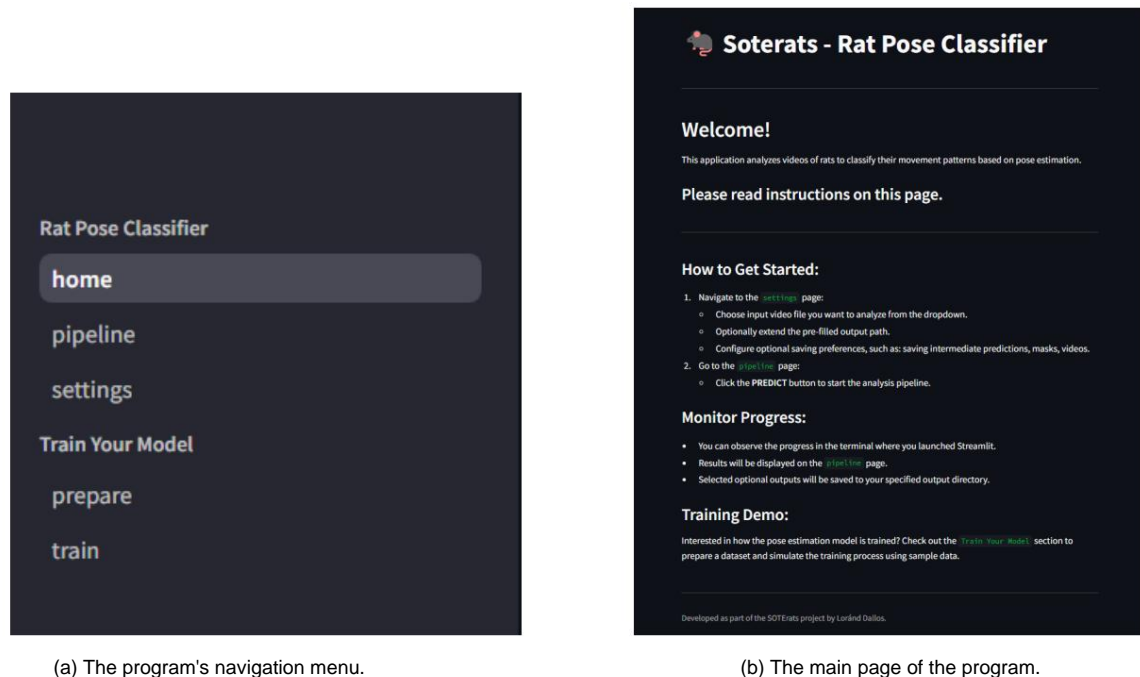 Rat Pose Classifier
home
pipeline
settings
Train Your Model
prepare
train
(a) The program's navigation menu.
Soterats - Rat Pose Classifier
Welcome!
This application analyzes videos of rats to classify their movement patterns based on pose estimation.
Please read instructions on this page.
How to Get Started:
1. Navigate to the settings page:
Choose input video file you want to analyze from the dropdown.
Optionally extend the pre-filled output path.
Configure optional saving preferences, such as: saving intermediate predictions, masks, videos.
2. Go to the pipeline page:
Click the PREDICT button to start the analysis pipeline.
Monitor Progress:
You can observe the progress in the terminal where you launched Streamlit.
Results will be displayed on the pipeline page.
Selected optional outputs will be saved to your specified output directory.
Training Demo:
Interested in how the pose estimation model is trained? Check out the Train Your Model section to
prepare a dataset and simulate the training process using sample data.
Developed as part of the SOTErats project by Loránd Dallos.
(b) The main page of the program.